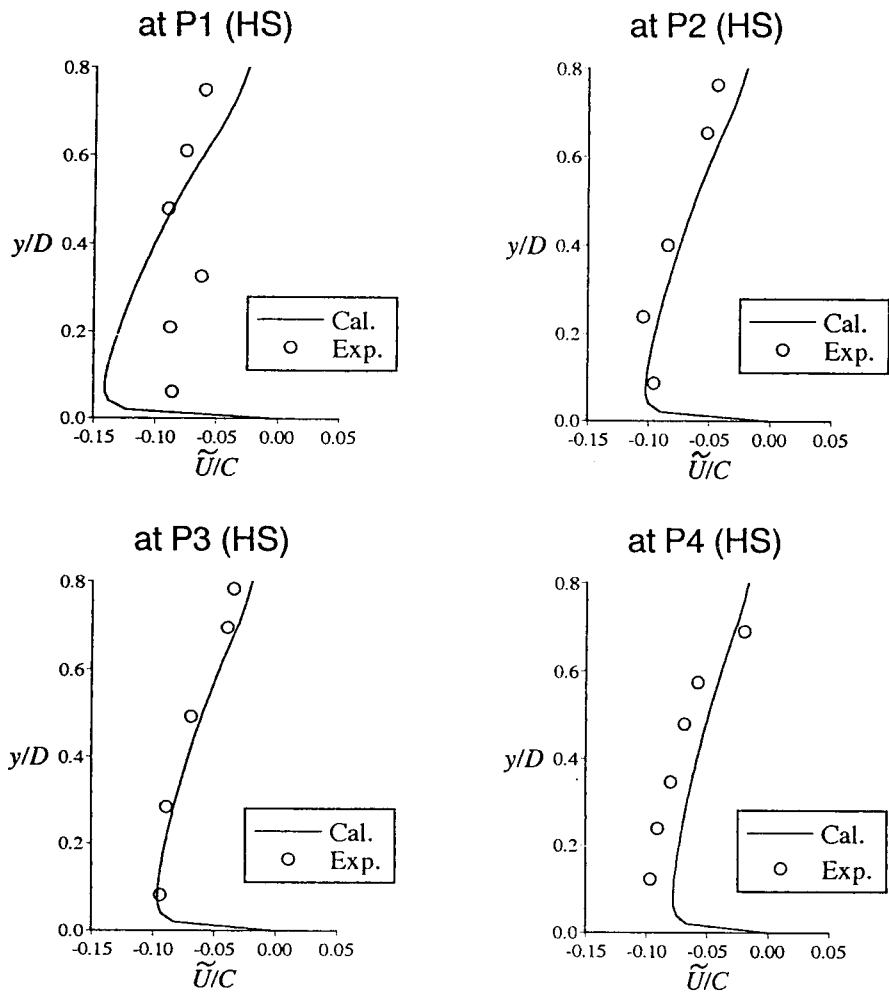 at P1 (HS)
0.8
0.6
y/D 0.4
0.2
0.0
-0.15 -0.10 -0.05 0.00 0.05
Ũ/C
Cal.
Exp.
at P2 (HS)
0.8
0.6
y/D 0.4
0.2
0.0
-0.15 -0.10 -0.05 0.00 0.05
Ũ/C
Cal.
Exp.
at P3 (HS)
0.8
0.6
y/D 0.4
0.2
0.0
-0.15 -0.10 -0.05 0.00 0.05
Ũ/C
Cal.
Exp.
at P4 (HS)
0.8
0.6
y/D 0.4
0.2
0.0
-0.15 -0.10 -0.05 0.00 0.05
Ũ/C
Cal.
Exp.